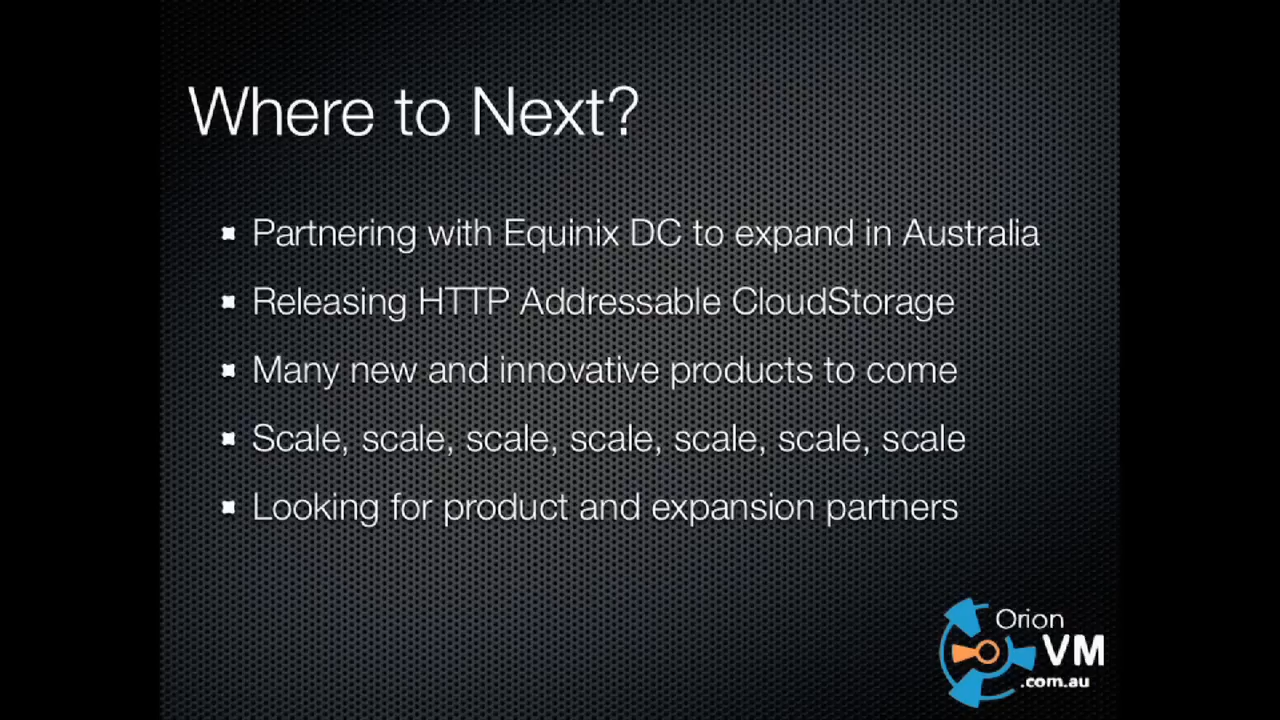 Where to Next?
Partnering with Equinix DC to expand in Australia
Releasing HTTP Addressable CloudStorage
Many new and innovative products to come
Scale, scale, scale, scale, scale, scale, scale
Looking for product and expansion partners
Orion
VM
.com.au